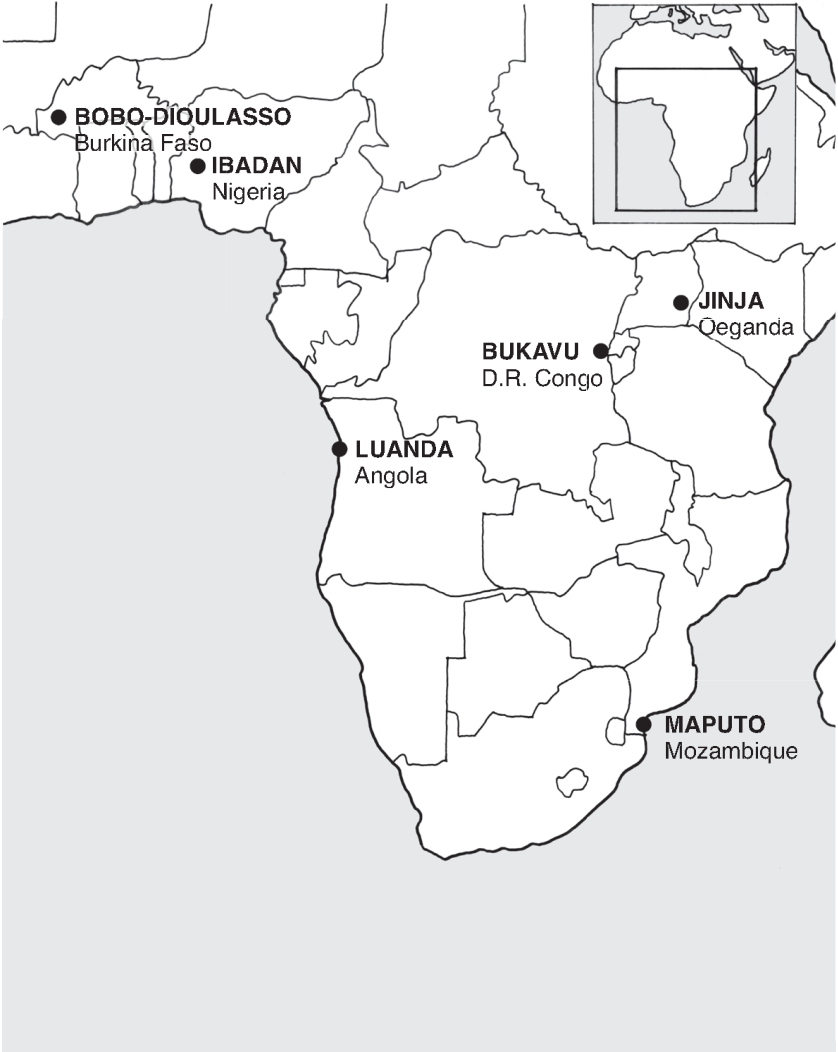 BOBO-DIOULASSO
Burkina Faso
IBADAN
Nigeria
JINJA
Oeganda
BUKAVU
D.R. Congo
LUANDA
Angola
MAPUTO
Mozambique